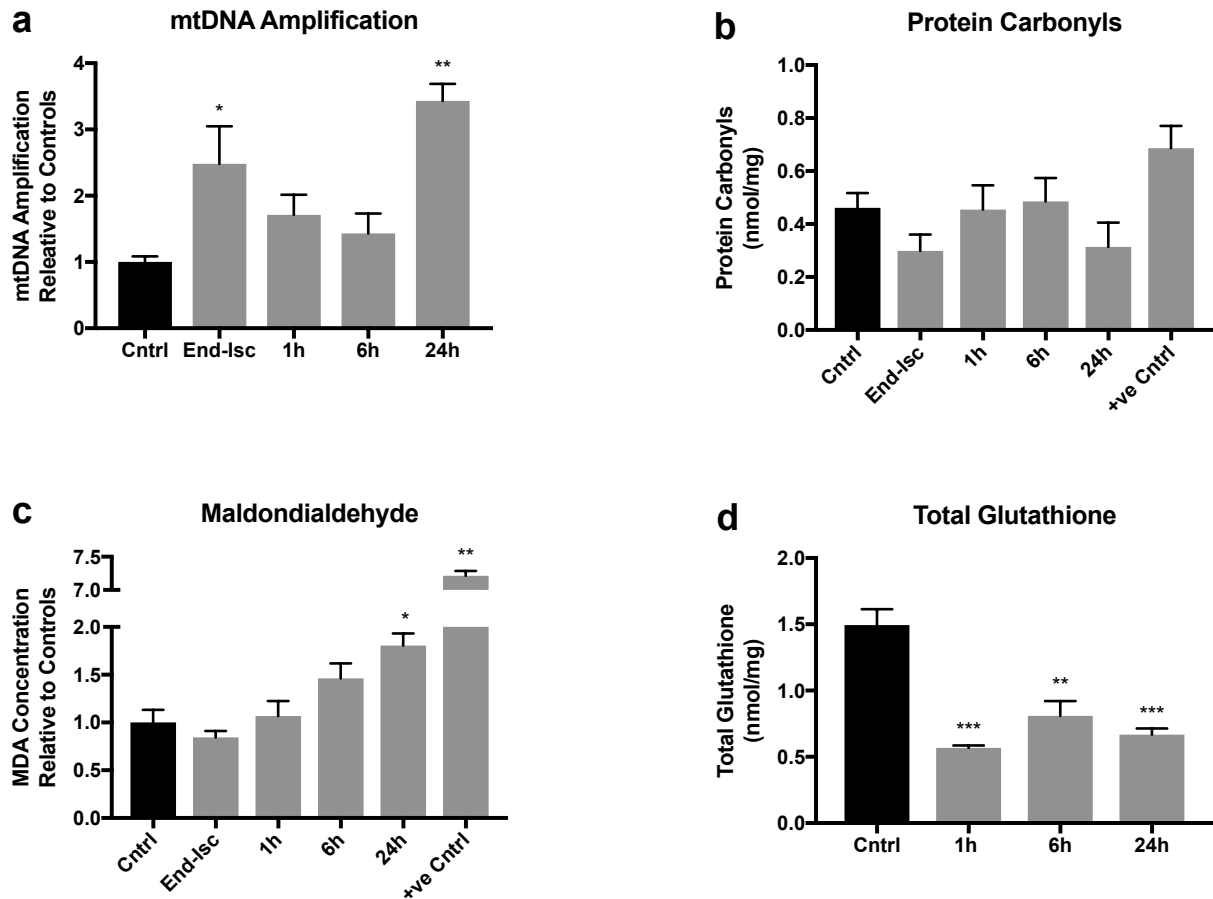 a
mtDNA Amplification
mtDNA Amplification
Releative to Controls
4
3
2
1
0
*
**
Cntrl End-Isc 1h 6h 24h
b
Protein Carbonyls
Protein Carbonyls
(nmol/mg)
1.0
0.8
0.6
0.4
0.2
0.0
Cntrl End-Isc 1h 6h 24h +ve Cntrl
c
Maldondialdehyde
MDA Concentration
Relative to Controls
7.5
7.0
2.0
1.5
1.0
0.5
0.0
*
**
Cntrl End-Isc 1h 6h 24h +ve Cntrl
d
Total Glutathione
Total Glutathione
(nmol/mg)
2.0
1.5
1.0
0.5
0.0
***
**
***
Cntrl 1h 6h 24h